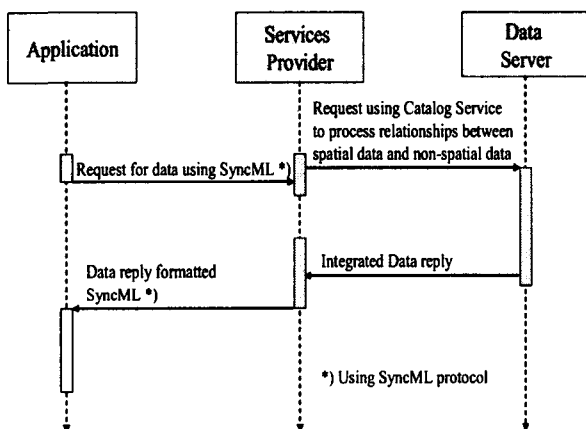 Application
Services
Provider
Data
Server
Request using Catalog Service
to process relationships between
spatial data and non-spatial data
Request for data using SyncML *)
Integrated Data reply
Data reply formatted
SyncML *)
*) Using SyncML protocol